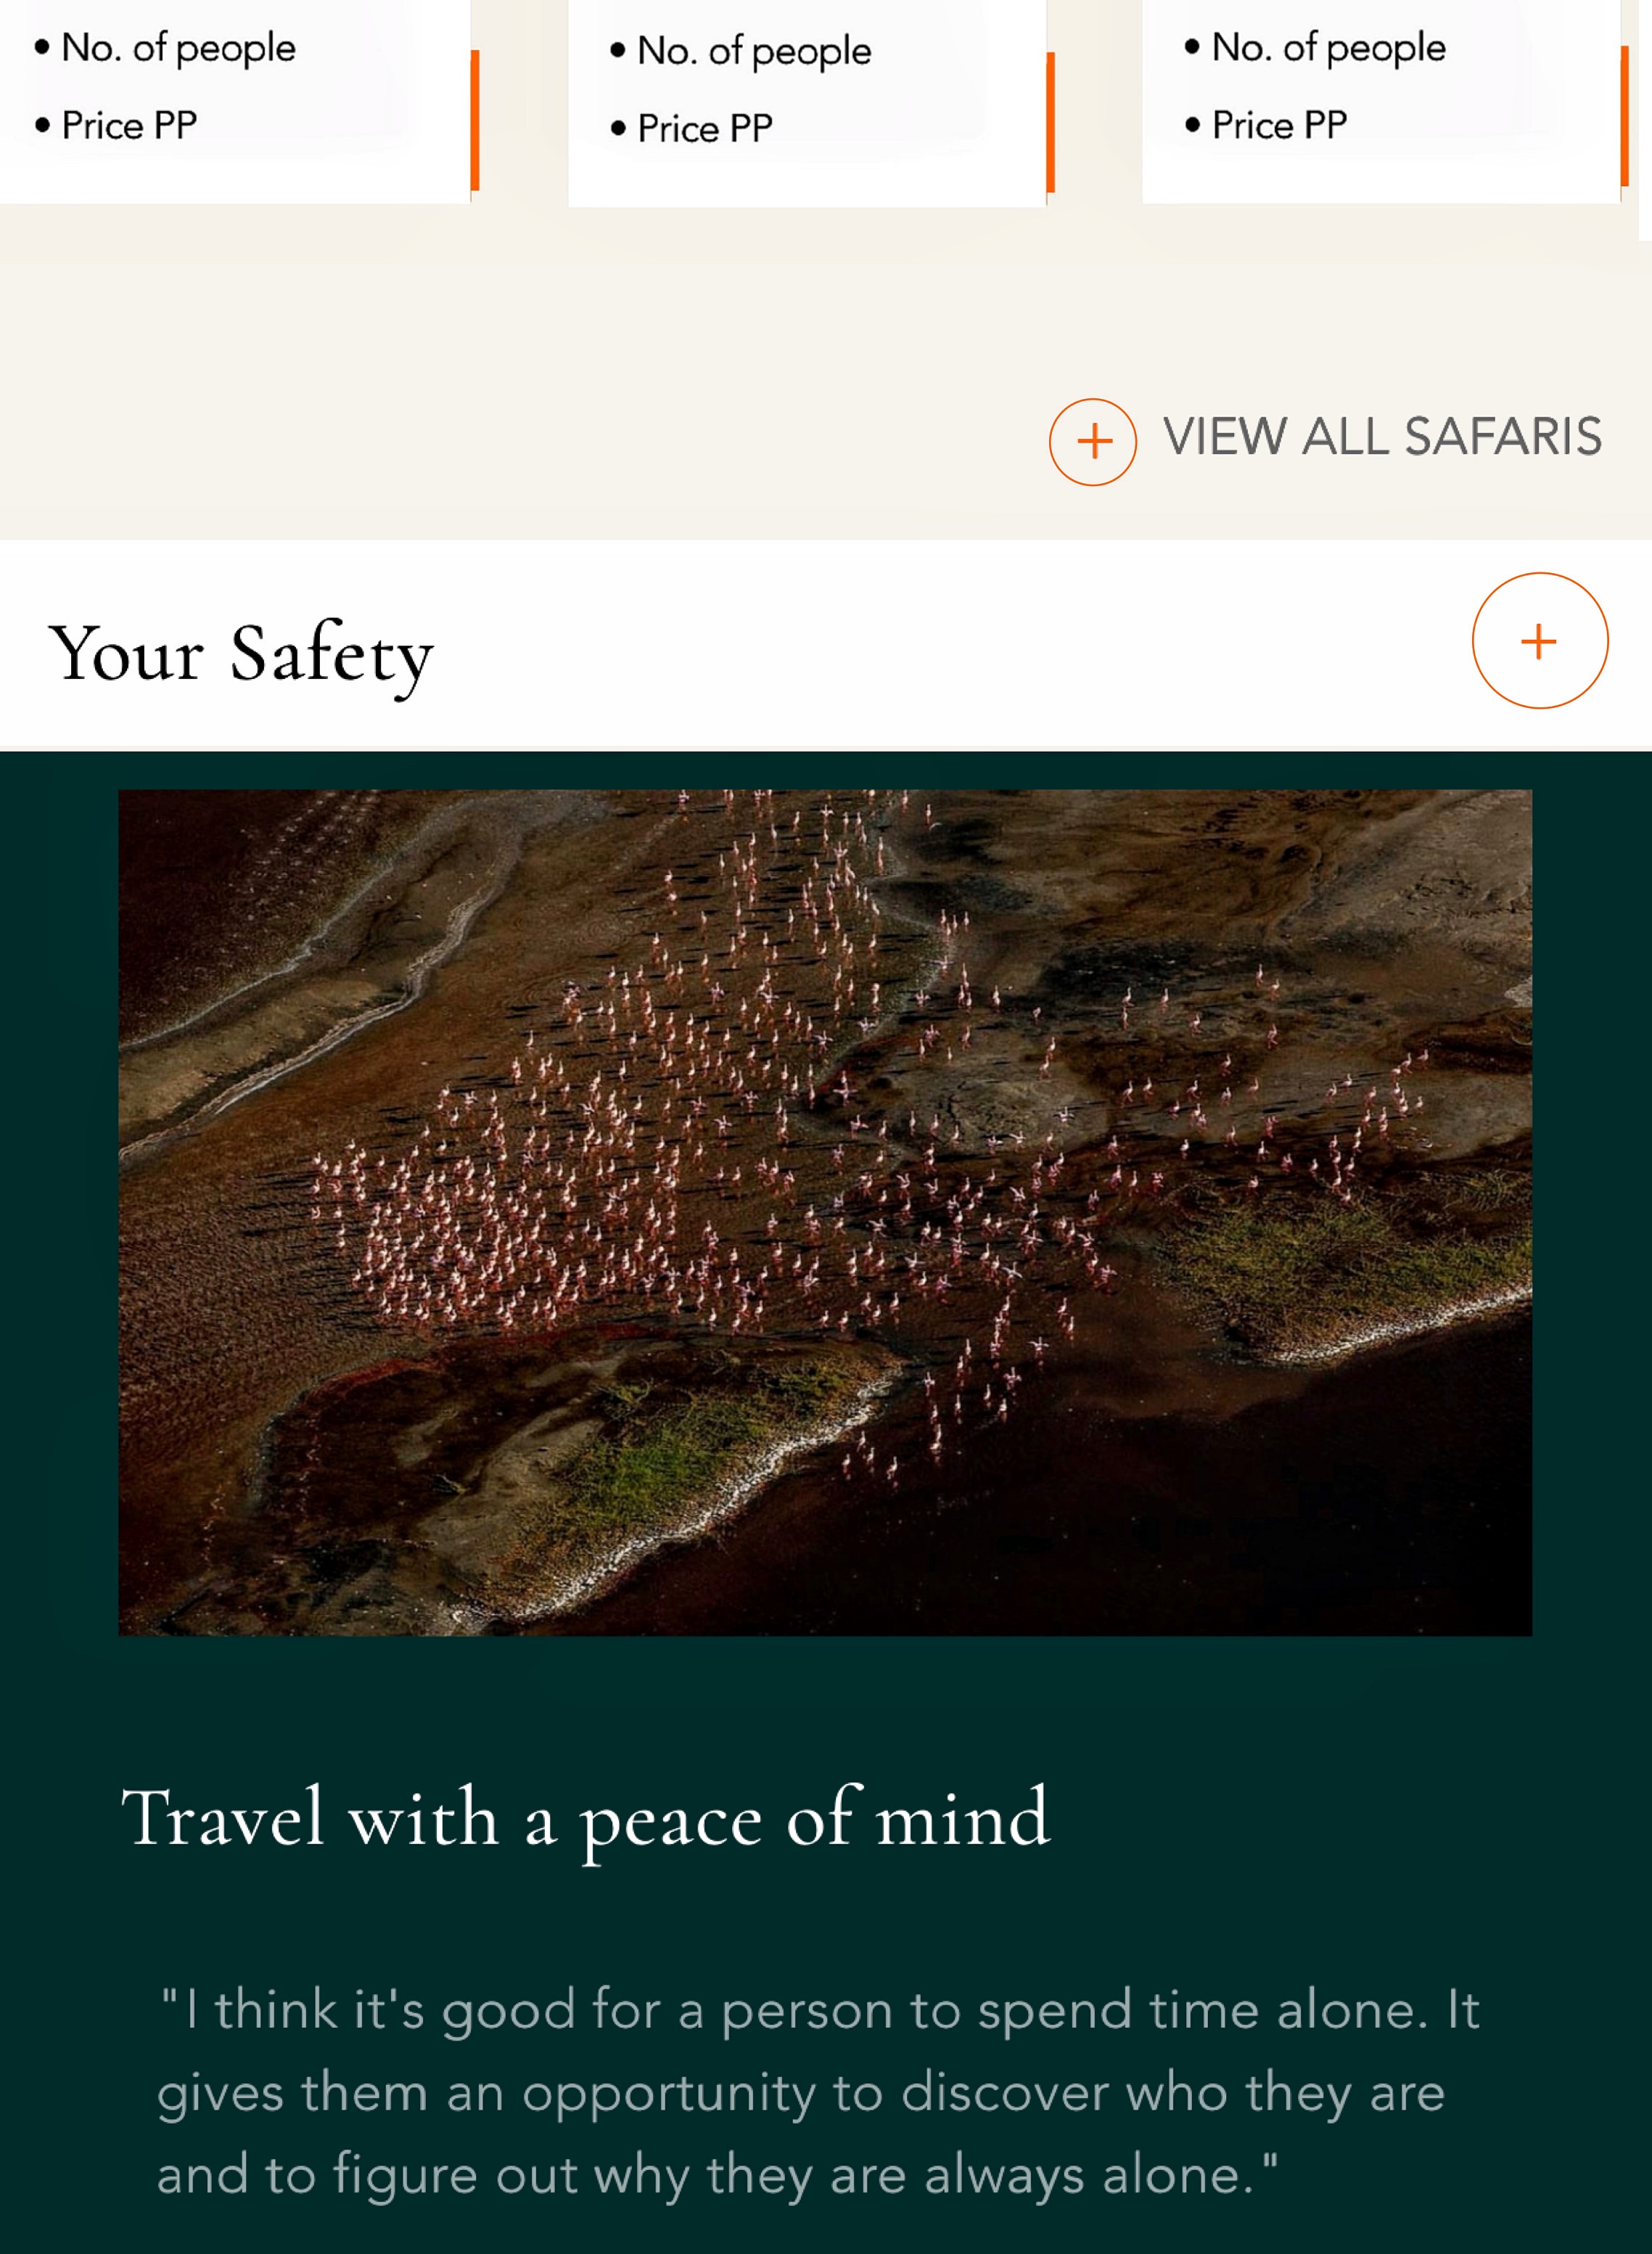 • No. of people • No. of people • No. of people
• Price PP • Price PP • Price PP
VIEW ALL SAFARIS
Your Safety
Travel with a peace of mind
"I think it's good for a person to spend time alone. It
gives them an opportunity to discover who they are
and to figure out why they are always alone."